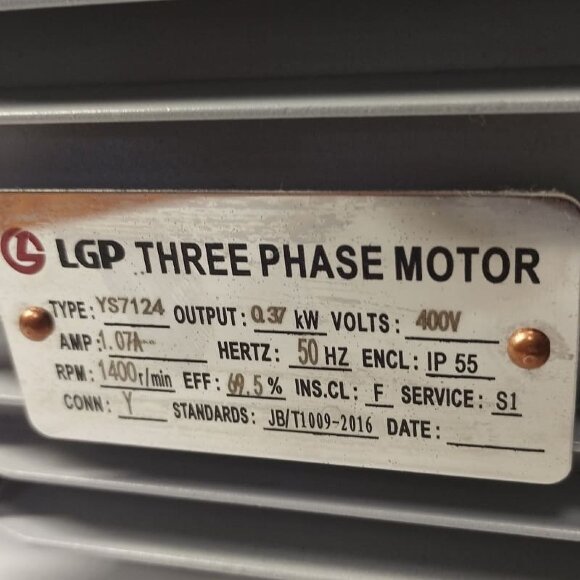 LGP THREE PHASE MOTOR
TYPE: YS7124 OUTPUT: 0.37 kW VOLTS: 400V
AMP: 1.07A-- HERTZ: 50 HZ ENCL: IP 55
RPM: 1400r/min EFF: 69.5% INS.CL: F SERVICE: S1
CONN: Y STANDARDS: JB/T1009-2016 DATE: